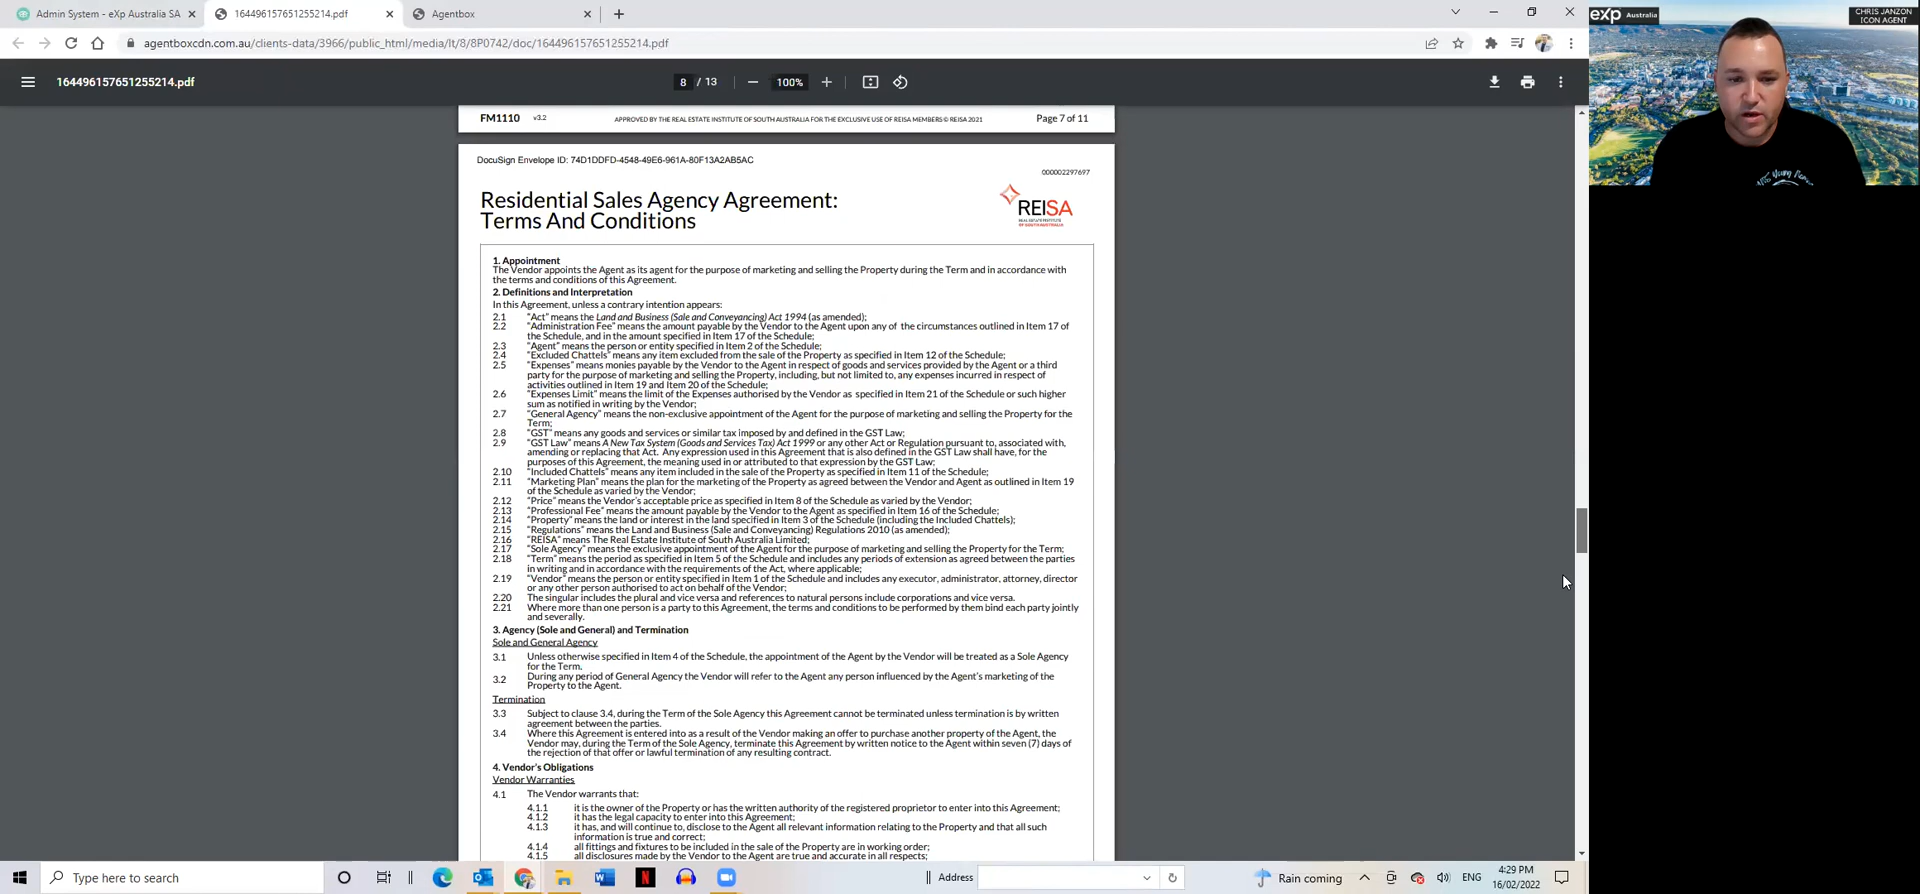 Admin System - eXp Australia SA
164496157651255214.pdf
Agentbox
agentboxcdn.com.au/clients-data/3966/public_html/media/lt/8/8P0742/doc/164496157651255214.pdf
164496157651255214.pdf
8 / 13
100%
FM1110 v3.2 APPROVED BY THE REAL ESTATE INSTITUTE OF SOUTH AUSTRALIA FOR THE EXCLUSIVE USE OF REISA MEMBERS © REISA 2021 Page 7 of 11
DocuSign Envelope ID: 74D1DDFD-4548-49E6-961A-80F13A2AB5AC
000002297697
Residential Sales Agency Agreement:
Terms And Conditions
REISA
REAL ESTATE INSTITUTE
OF SOUTH AUSTRALIA
1. Appointment
The Vendor appoints the Agent as its agent for the purpose of marketing and selling the Property during the Term and in accordance with
the terms and conditions of this Agreement.
2. Definitions and Interpretation
In this Agreement, unless a contrary intention appears:
2.1 "Act" means the Land and Business (Sale and Conveyancing) Act 1994 (as amended);
2.2 "Administration Fee" means the amount payable by the Vendor to the Agent upon any of the circumstances outlined in Item 17 of
the Schedule, and in the amount specified in Item 17 of the Schedule;
2.3 "Agent" means the person or entity specified in Item 2 of the Schedule;
2.4 "Excluded Chattels" means any item excluded from the sale of the Property as specified in Item 12 of the Schedule;
2.5 "Expenses" means monies payable by the Vendor to the Agent in respect of goods and services provided by the Agent or a third
party for the purpose of marketing and selling the Property, including, but not limited to, any expenses incurred in respect of
activities outlined in Item 19 and Item 20 of the Schedule;
2.6 "Expenses Limit" means the limit of the Expenses authorised by the Vendor as specified in Item 21 of the Schedule or such higher
sum as notified in writing by the Vendor;
2.7 "General Agency" means the non-exclusive appointment of the Agent for the purpose of marketing and selling the Property for the
Term;
2.8 "GST" means any goods and services or similar tax imposed by and defined in the GST Law;
2.9 "GST Law" means A New Tax System (Goods and Services Tax) Act 1999 or any other Act or Regulation pursuant to, associated with,
amending or replacing that Act. Any expression used in this Agreement that is also defined in the GST Law shall have, for the
purposes of this Agreement, the meaning used in or attributed to that expression by the GST Law;
2.10 "Included Chattels" means any item included in the sale of the Property as specified in Item 11 of the Schedule;
2.11 "Marketing Plan" means the plan for the marketing of the Property as agreed between the Vendor and Agent as outlined in Item 19
of the Schedule as varied by the Vendor;
2.12 "Price" means the Vendor's acceptable price as specified in Item 8 of the Schedule as varied by the Vendor;
2.13 "Professional Fee" means the amount payable by the Vendor to the Agent as specified in Item 16 of the Schedule;
2.14 "Property" means the land or interest in the land specified in Item 3 of the Schedule (including the Included Chattels);
2.15 "Regulations" means the Land and Business (Sale and Conveyancing) Regulations 2010 (as amended);
2.16 "REISA" means The Real Estate Institute of South Australia Limited;
2.17 "Sole Agency" means the exclusive appointment of the Agent for the purpose of marketing and selling the Property for the Term;
2.18 "Term" means the period as specified in Item 5 of the Schedule and includes any periods of extension as agreed between the parties
in writing and in accordance with the requirements of the Act, where applicable;
2.19 "Vendor" means the person or entity specified in Item 1 of the Schedule and includes any executor, administrator, attorney, director
or any other person authorised to act on behalf of the Vendor;
2.20 The singular includes the plural and vice versa and references to natural persons include corporations and vice versa.
2.21 Where more than one person is a party to this Agreement, the terms and conditions to be performed by them bind each party jointly
and severally.
3. Agency (Sole and General) and Termination
Sole and General Agency
3.1 Unless otherwise specified in Item 4 of the Schedule, the appointment of the Agent by the Vendor will be treated as a Sole Agency
for the Term.
3.2 During any period of General Agency the Vendor will refer to the Agent any person influenced by the Agent's marketing of the
Property to the Agent.
Termination
3.3 Subject to clause 3.4, during the Term of the Sole Agency this Agreement cannot be terminated unless termination is by written
agreement between the parties.
3.4 Where this Agreement is entered into as a result of the Vendor making an offer to purchase another property of the Agent, the
Vendor may, during the Term of the Sole Agency, terminate this Agreement by written notice to the Agent within seven (7) days of
the rejection of that offer or lawful termination of any resulting contract.
4. Vendor's Obligations
Vendor Warranties
4.1 The Vendor warrants that:
4.1.1 it is the owner of the Property or has the written authority of the registered proprietor to enter into this Agreement;
4.1.2 it has the legal capacity to enter into this Agreement;
4.1.3 it has, and will continue to, disclose to the Agent all relevant information relating to the Property and that all such
information is true and correct;
4.1.4 all fittings and fixtures to be included in the sale of the Property are in working order;
4.1.5 all disclosures made by the Vendor to the Agent are true and accurate in all respects;
eXp Australia
CHRIS JANZON
ICON AGENT
Type here to search
Address
Rain coming
ENG
4:29 PM
16/02/2022